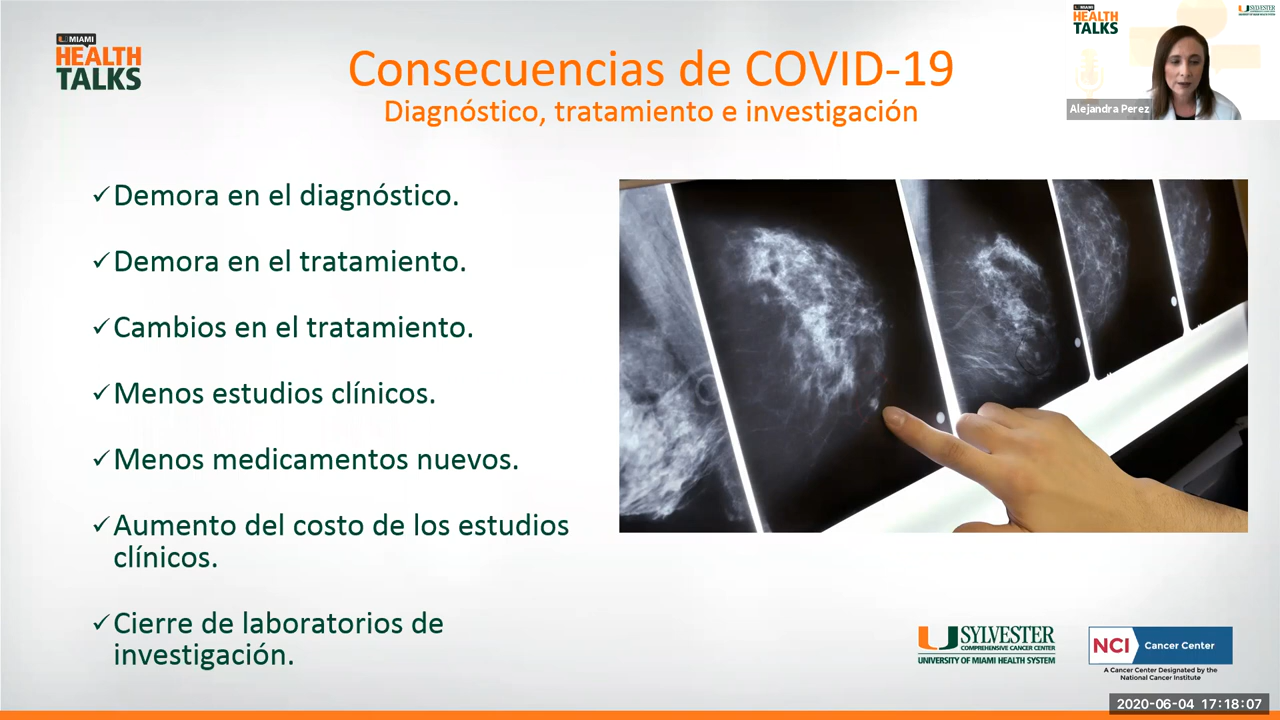 U MIAMI
HEALTH
TALKS
Consecuencias de COVID-19
Diagnóstico, tratamiento e investigación
HEALTH
TALKS
SYLVESTER
Alejandra Perez
✓Demora en el diagnóstico.
✓Demora en el tratamiento.
✓Cambios en el tratamiento.
✓Menos estudios clínicos.
✓Menos medicamentos nuevos.
✓Aumento del costo de los estudios
clínicos.
✓Cierre de laboratorios de
investigación.
U SYLVESTER
COMPREHENSIVE CANCER CENTER
UNIVERSITY OF MIAMI HEALTH SYSTEM
NCI Cancer Center
A Cancer Center Designated by the
National Cancer Institute
2020-06-04 17:18:07